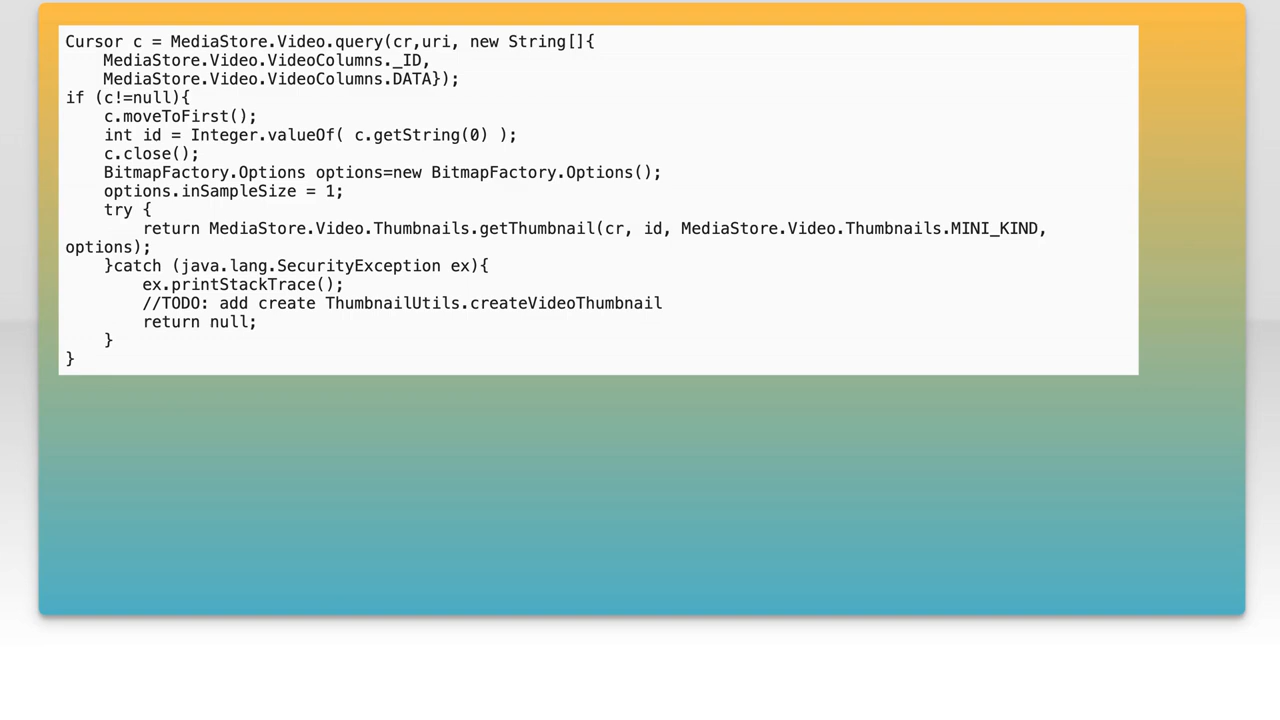 Cursor c = MediaStore.Video.query(cr,uri, new String[]{
    MediaStore.Video.VideoColumns._ID,
    MediaStore.Video.VideoColumns.DATA});
if (c!=null){
    c.moveToFirst();
    int id = Integer.valueOf( c.getString(0) );
    c.close();
    BitmapFactory.Options options=new BitmapFactory.Options();
    options.inSampleSize = 1;
    try {
        return MediaStore.Video.Thumbnails.getThumbnail(cr, id, MediaStore.Video.Thumbnails.MINI_KIND,
options);
    }catch (java.lang.SecurityException ex){
        ex.printStackTrace();
        //TODO: add create ThumbnailUtils.createVideoThumbnail
        return null;
    }
}